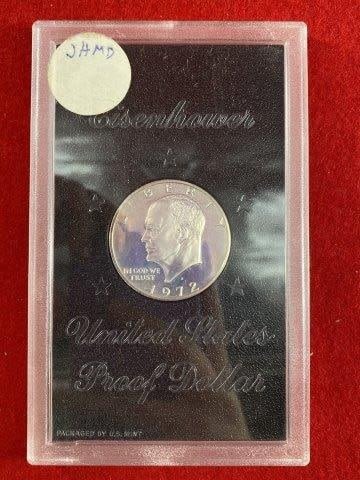 JHMD
Eisenhower
LIBERTY
IN GOD WE
TRUST
1972
United States
Proof Dollar
PACKAGED BY U.S. MINT